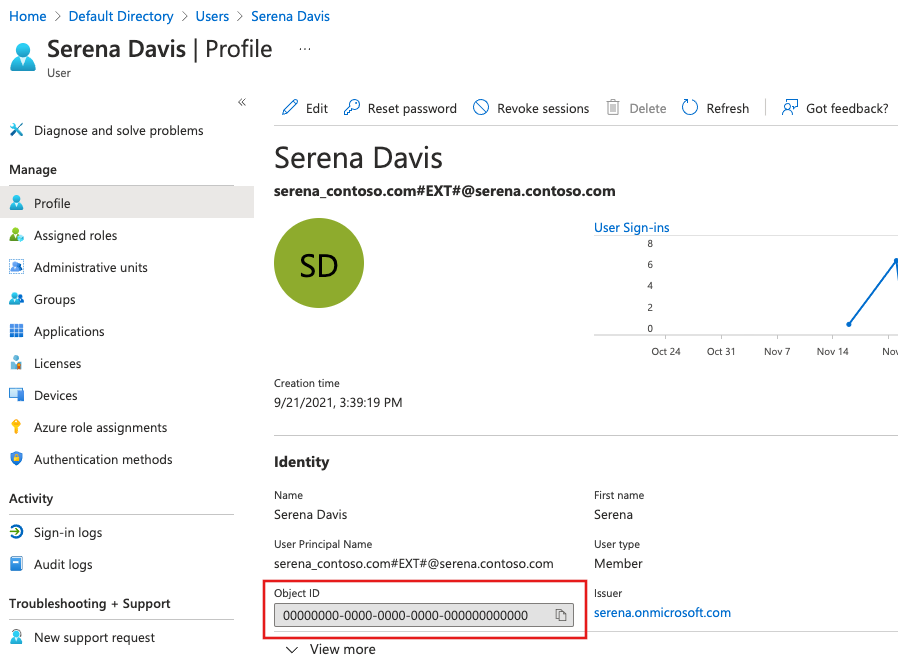 Home > Default Directory > Users > Serena Davis
Serena Davis | Profile ...
User
«
Diagnose and solve problems
Manage
Profile
Assigned roles
Administrative units
Groups
Applications
Licenses
Devices
Azure role assignments
Authentication methods
Activity
Sign-in logs
Audit logs
Troubleshooting + Support
New support request
Edit Reset password Revoke sessions Delete Refresh Got feedback?
Serena Davis
serena_contoso.com#EXT#@serena.contoso.com
SD
User Sign-ins
8
6
4
2
0
Oct 24 Oct 31 Nov 7 Nov 14 Nov
Creation time
9/21/2021, 3:39:19 PM
Identity
Name
Serena Davis
First name
Serena
User Principal Name
serena_contoso.com#EXT#@serena.contoso.com
User type
Member
Object ID
00000000-0000-0000-0000-000000000000
Issuer
serena.onmicrosoft.com
View more